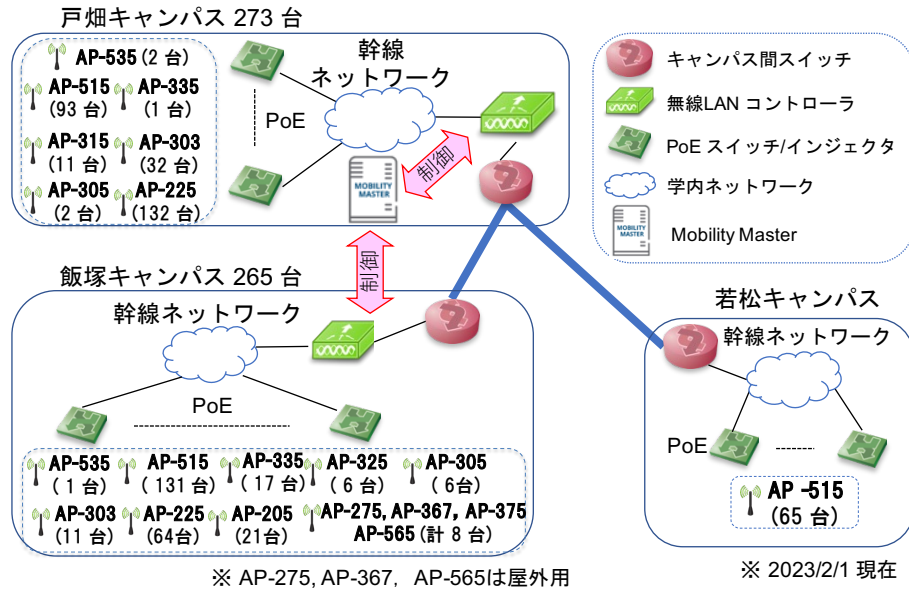 戸畑キャンパス 273 台
AP-535 (2 台)
AP-515 AP-335
(93 台) (1 台)
AP-315 AP-303
(11 台) (32 台)
AP-305 AP-225
(2 台) (132 台)
PoE
幹線
ネットワーク
MOBILITY
MASTER
制御
キャンパス間スイッチ
無線LAN コントローラ
PoE スイッチ/インジェクタ
学内ネットワーク
MOBILITY
MASTER
Mobility Master
制御
飯塚キャンパス 265 台
幹線ネットワーク
PoE
AP-535 AP-515 AP-335 AP-325 AP-305
( 1 台) ( 131 台) ( 17 台) ( 6 台) ( 6台)
AP-303 AP-225 AP-205 AP-275, AP-367, AP-375
(11 台) (64台) (21台) AP-565 (計 8 台)
※ AP-275, AP-367, AP-565は屋外用
若松キャンパス
幹線ネットワーク
PoE
AP -515
(65 台)
※ 2023/2/1 現在